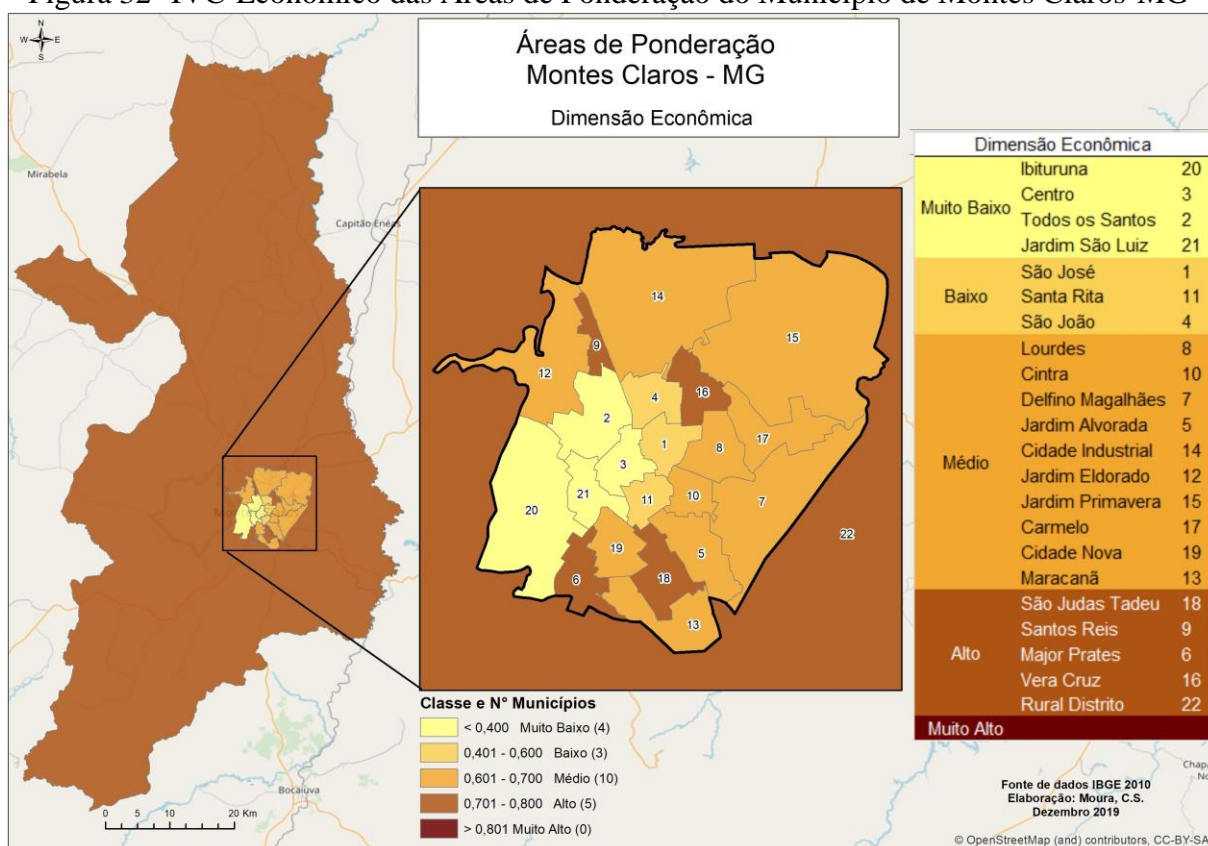 Figura 32- IVC Econômico das Áreas de Ponderação do Município de Montes Claros-MG
N
W E
S
Áreas de Ponderação
Montes Claros - MG
Dimensão Econômica
Mirabela
Capitão Enéas
Bocaiuva
14
15
9
12
16
4
2
17
1
8
3
21
11
10
7
20
22
19
5
6
18
13
Dimensão Econômica
Muito Baixo
Ibituruna 20
Centro 3
Todos os Santos 2
Jardim São Luiz 21
Baixo
São José 1
Santa Rita 11
São João 4
Médio
Lourdes 8
Cintra 10
Delfino Magalhães 7
Jardim Alvorada 5
Cidade Industrial 14
Jardim Eldorado 12
Jardim Primavera 15
Carmelo 17
Cidade Nova 19
Maracanã 13
Alto
São Judas Tadeu 18
Santos Reis 9
Major Prates 6
Vera Cruz 16
Rural Distrito 22
Muito Alto
Classe e N° Municípios
< 0,400 Muito Baixo (4)
0,401 - 0,600 Baixo (3)
0,601 - 0,700 Médio (10)
0,701 - 0,800 Alto (5)
> 0,801 Muito Alto (0)
0 5 10 20 Km
Fonte de dados IBGE 2010
Elaboração: Moura, C.S.
Dezembro 2019
© OpenStreetMap (and) contributors, CC-BY-SA